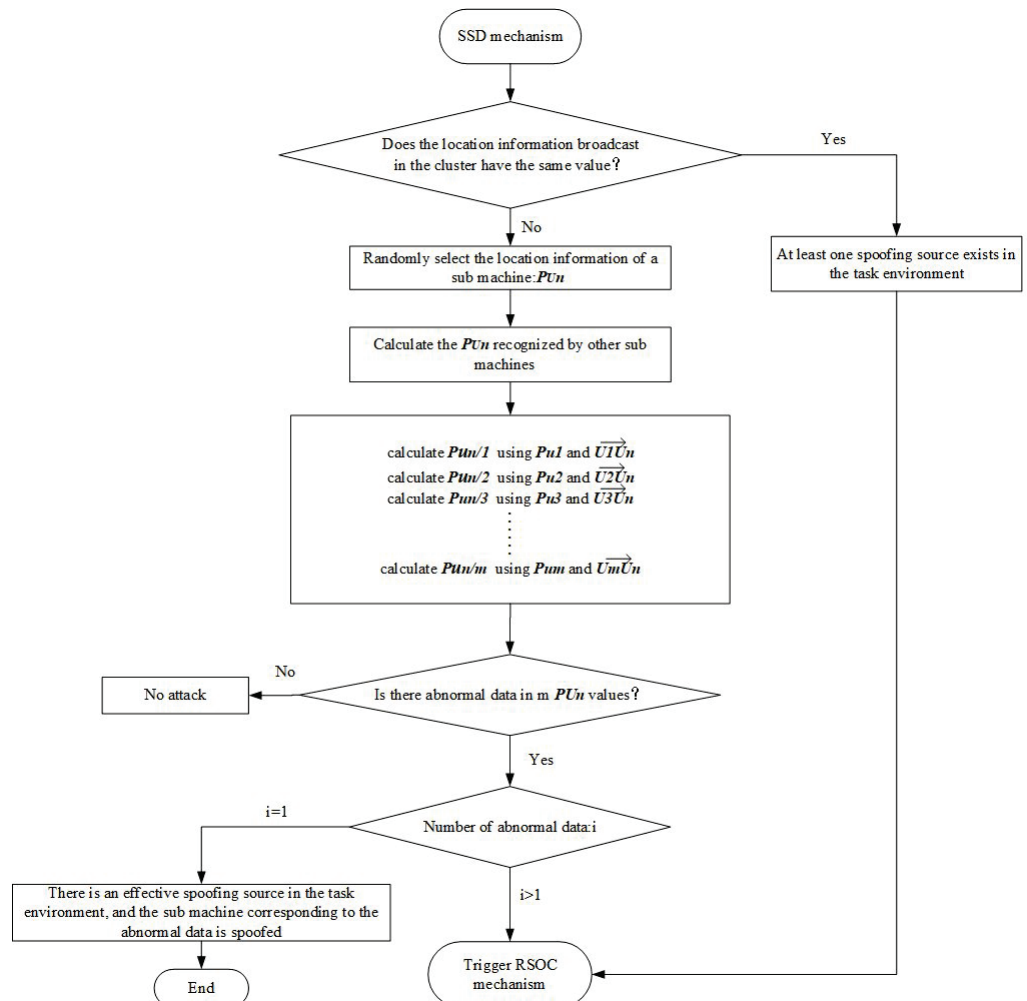 SSD mechanism
Does the location information broadcast
in the cluster have the same value?
Yes
No
Randomly select the location information of a
sub machine:PUn
At least one spoofing source exists in
the task environment
Calculate the PUn recognized by other sub
machines
calculate Pun/1 using Pu1 and U1Un
calculate Pun/2 using Pu2 and U2Un
calculate Pun/3 using Pu3 and U3Un
calculate Pun/m using Pum and UmUn
No
No attack
Is there abnormal data in m PUn values?
Yes
i=1
Number of abnormal data:i
There is an effective spoofing source in the task
environment, and the sub machine corresponding to the
abnormal data is spoofed
i>1
Trigger RSOC
mechanism
End